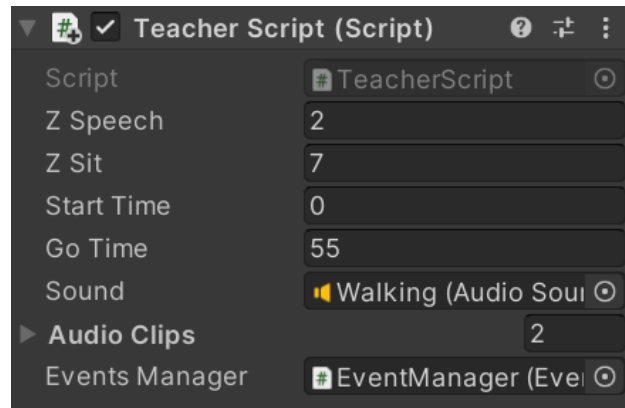 Teacher Script (Script)
Script TeacherScript
Z Speech 2
Z Sit 7
Start Time 0
Go Time 55
Sound Walking (Audio Sour
Audio Clips 2
Events Manager EventManager (Eve